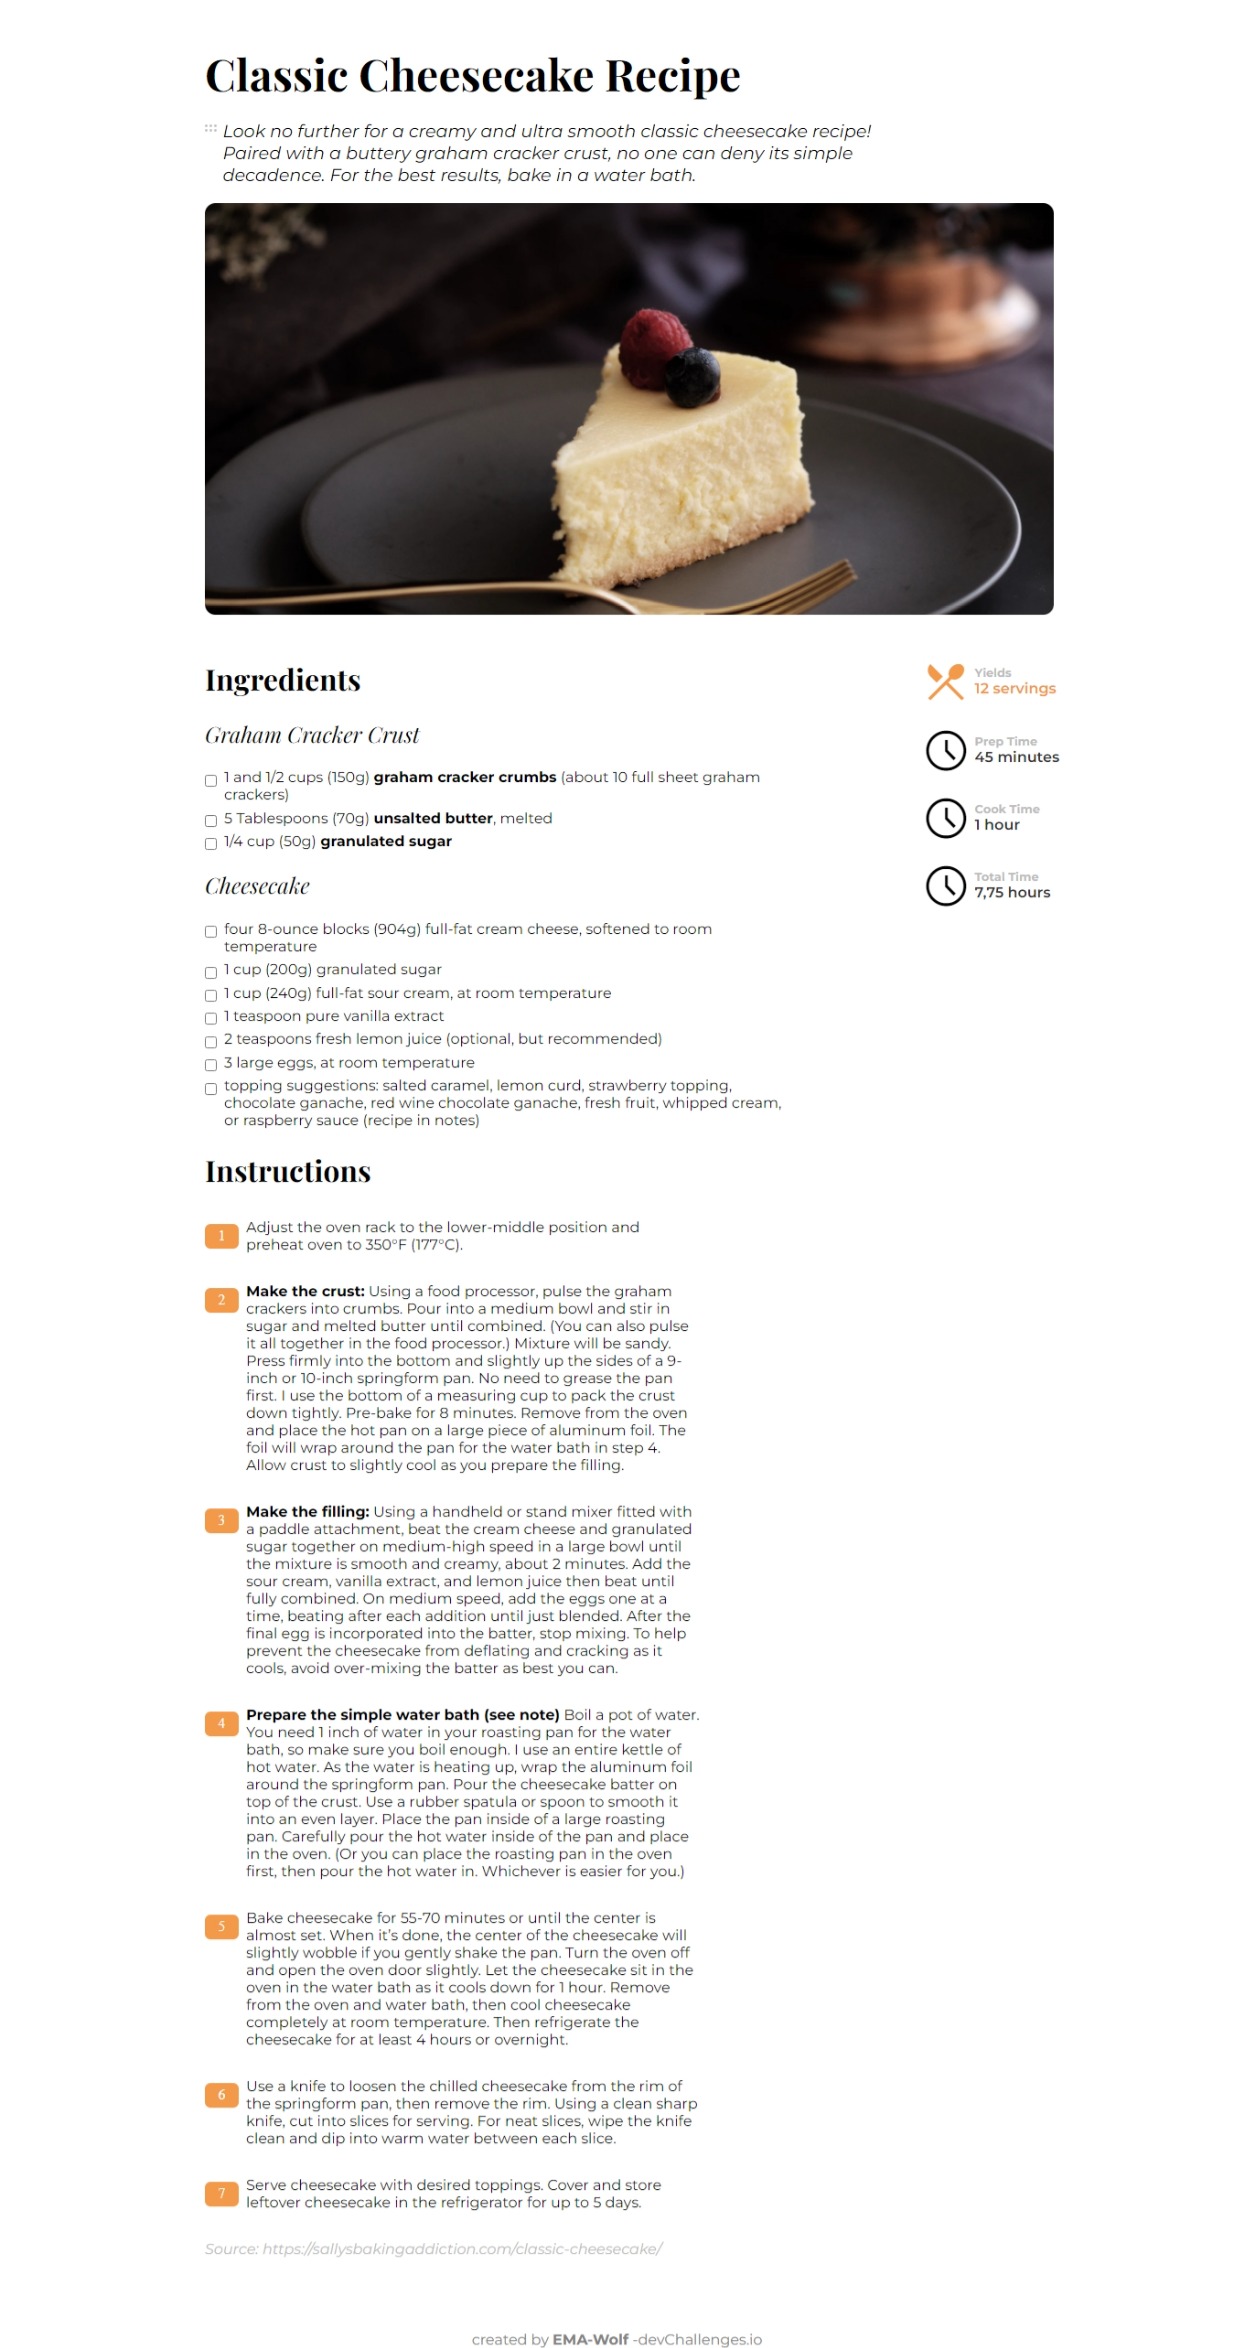 Classic Cheesecake Recipe
Look no further for a creamy and ultra smooth classic cheesecake recipe!
Paired with a buttery graham cracker crust, no one can deny its simple
decadence. For the best results, bake in a water bath.
Ingredients
Graham Cracker Crust
1 and 1/2 cups (150g) graham cracker crumbs (about 10 full sheet graham
crackers)
5 Tablespoons (70g) unsalted butter, melted
1/4 cup (50g) granulated sugar
Cheesecake
four 8-ounce blocks (904g) full-fat cream cheese, softened to room
temperature
1 cup (200g) granulated sugar
1 cup (240g) full-fat sour cream, at room temperature
1 teaspoon pure vanilla extract
2 teaspoons fresh lemon juice (optional, but recommended)
3 large eggs, at room temperature
topping suggestions: salted caramel, lemon curd, strawberry topping,
chocolate ganache, red wine chocolate ganache, fresh fruit, whipped cream,
or raspberry sauce (recipe in notes)
Yields
12 servings
Prep Time
45 minutes
Cook Time
1 hour
Total Time
7,75 hours
Instructions
1
Adjust the oven rack to the lower-middle position and
preheat oven to 350°F (177°C).
2
Make the crust: Using a food processor, pulse the graham
crackers into crumbs. Pour into a medium bowl and stir in
sugar and melted butter until combined. (You can also pulse
it all together in the food processor.) Mixture will be sandy.
Press firmly into the bottom and slightly up the sides of a 9-
inch or 10-inch springform pan. No need to grease the pan
first. I use the bottom of a measuring cup to pack the crust
down tightly. Pre-bake for 8 minutes. Remove from the oven
and place the hot pan on a large piece of aluminum foil. The
foil will wrap around the pan for the water bath in step 4.
Allow crust to slightly cool as you prepare the filling.
3
Make the filling: Using a handheld or stand mixer fitted with
a paddle attachment, beat the cream cheese and granulated
sugar together on medium-high speed in a large bowl until
the mixture is smooth and creamy, about 2 minutes. Add the
sour cream, vanilla extract, and lemon juice then beat until
fully combined. On medium speed, add the eggs one at a
time, beating after each addition until just blended. After the
final egg is incorporated into the batter, stop mixing. To help
prevent the cheesecake from deflating and cracking as it
cools, avoid over-mixing the batter as best you can.
4
Prepare the simple water bath (see note) Boil a pot of water.
You need 1 inch of water in your roasting pan for the water
bath, so make sure you boil enough. I use an entire kettle of
hot water. As the water is heating up, wrap the aluminum foil
around the springform pan. Pour the cheesecake batter on
top of the crust. Use a rubber spatula or spoon to smooth it
into an even layer. Place the pan inside of a large roasting
pan. Carefully pour the hot water inside of the pan and place
in the oven. (Or you can place the roasting pan in the oven
first, then pour the hot water in. Whichever is easier for you.)
5
Bake cheesecake for 55-70 minutes or until the center is
almost set. When it's done, the center of the cheesecake will
slightly wobble if you gently shake the pan. Turn the oven off
and open the oven door slightly. Let the cheesecake sit in the
oven in the water bath as it cools down for 1 hour. Remove
from the oven and water bath, then cool cheesecake
completely at room temperature. Then refrigerate the
cheesecake for at least 4 hours or overnight.
6
Use a knife to loosen the chilled cheesecake from the rim of
the springform pan, then remove the rim. Using a clean sharp
knife, cut into slices for serving. For neat slices, wipe the knife
clean and dip into warm water between each slice.
7
Serve cheesecake with desired toppings. Cover and store
leftover cheesecake in the refrigerator for up to 5 days.
Source: https://sallysbakingaddiction.com/classic-cheesecake/
created by EMA-Wolf -devChallenges.io